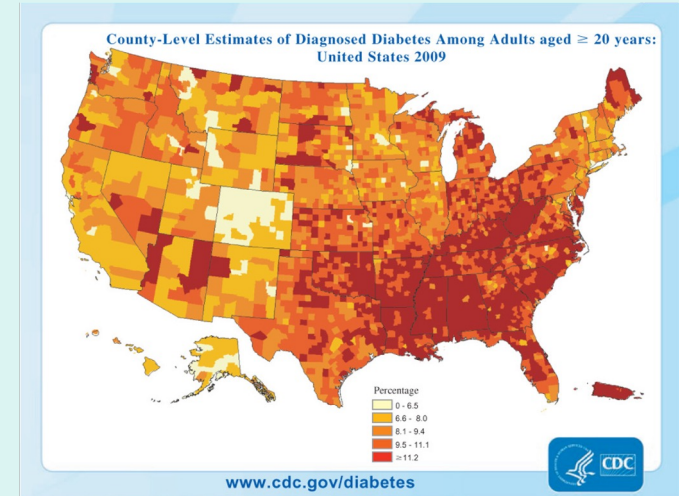 County-Level Estimates of Diagnosed Diabetes Among Adults aged ≥ 20 years:
United States 2009
Percentage
0 - 6.5
6.6 - 8.0
8.1 - 9.4
9.5 - 11.1
≥11.2
CDC
www.cdc.gov/diabetes